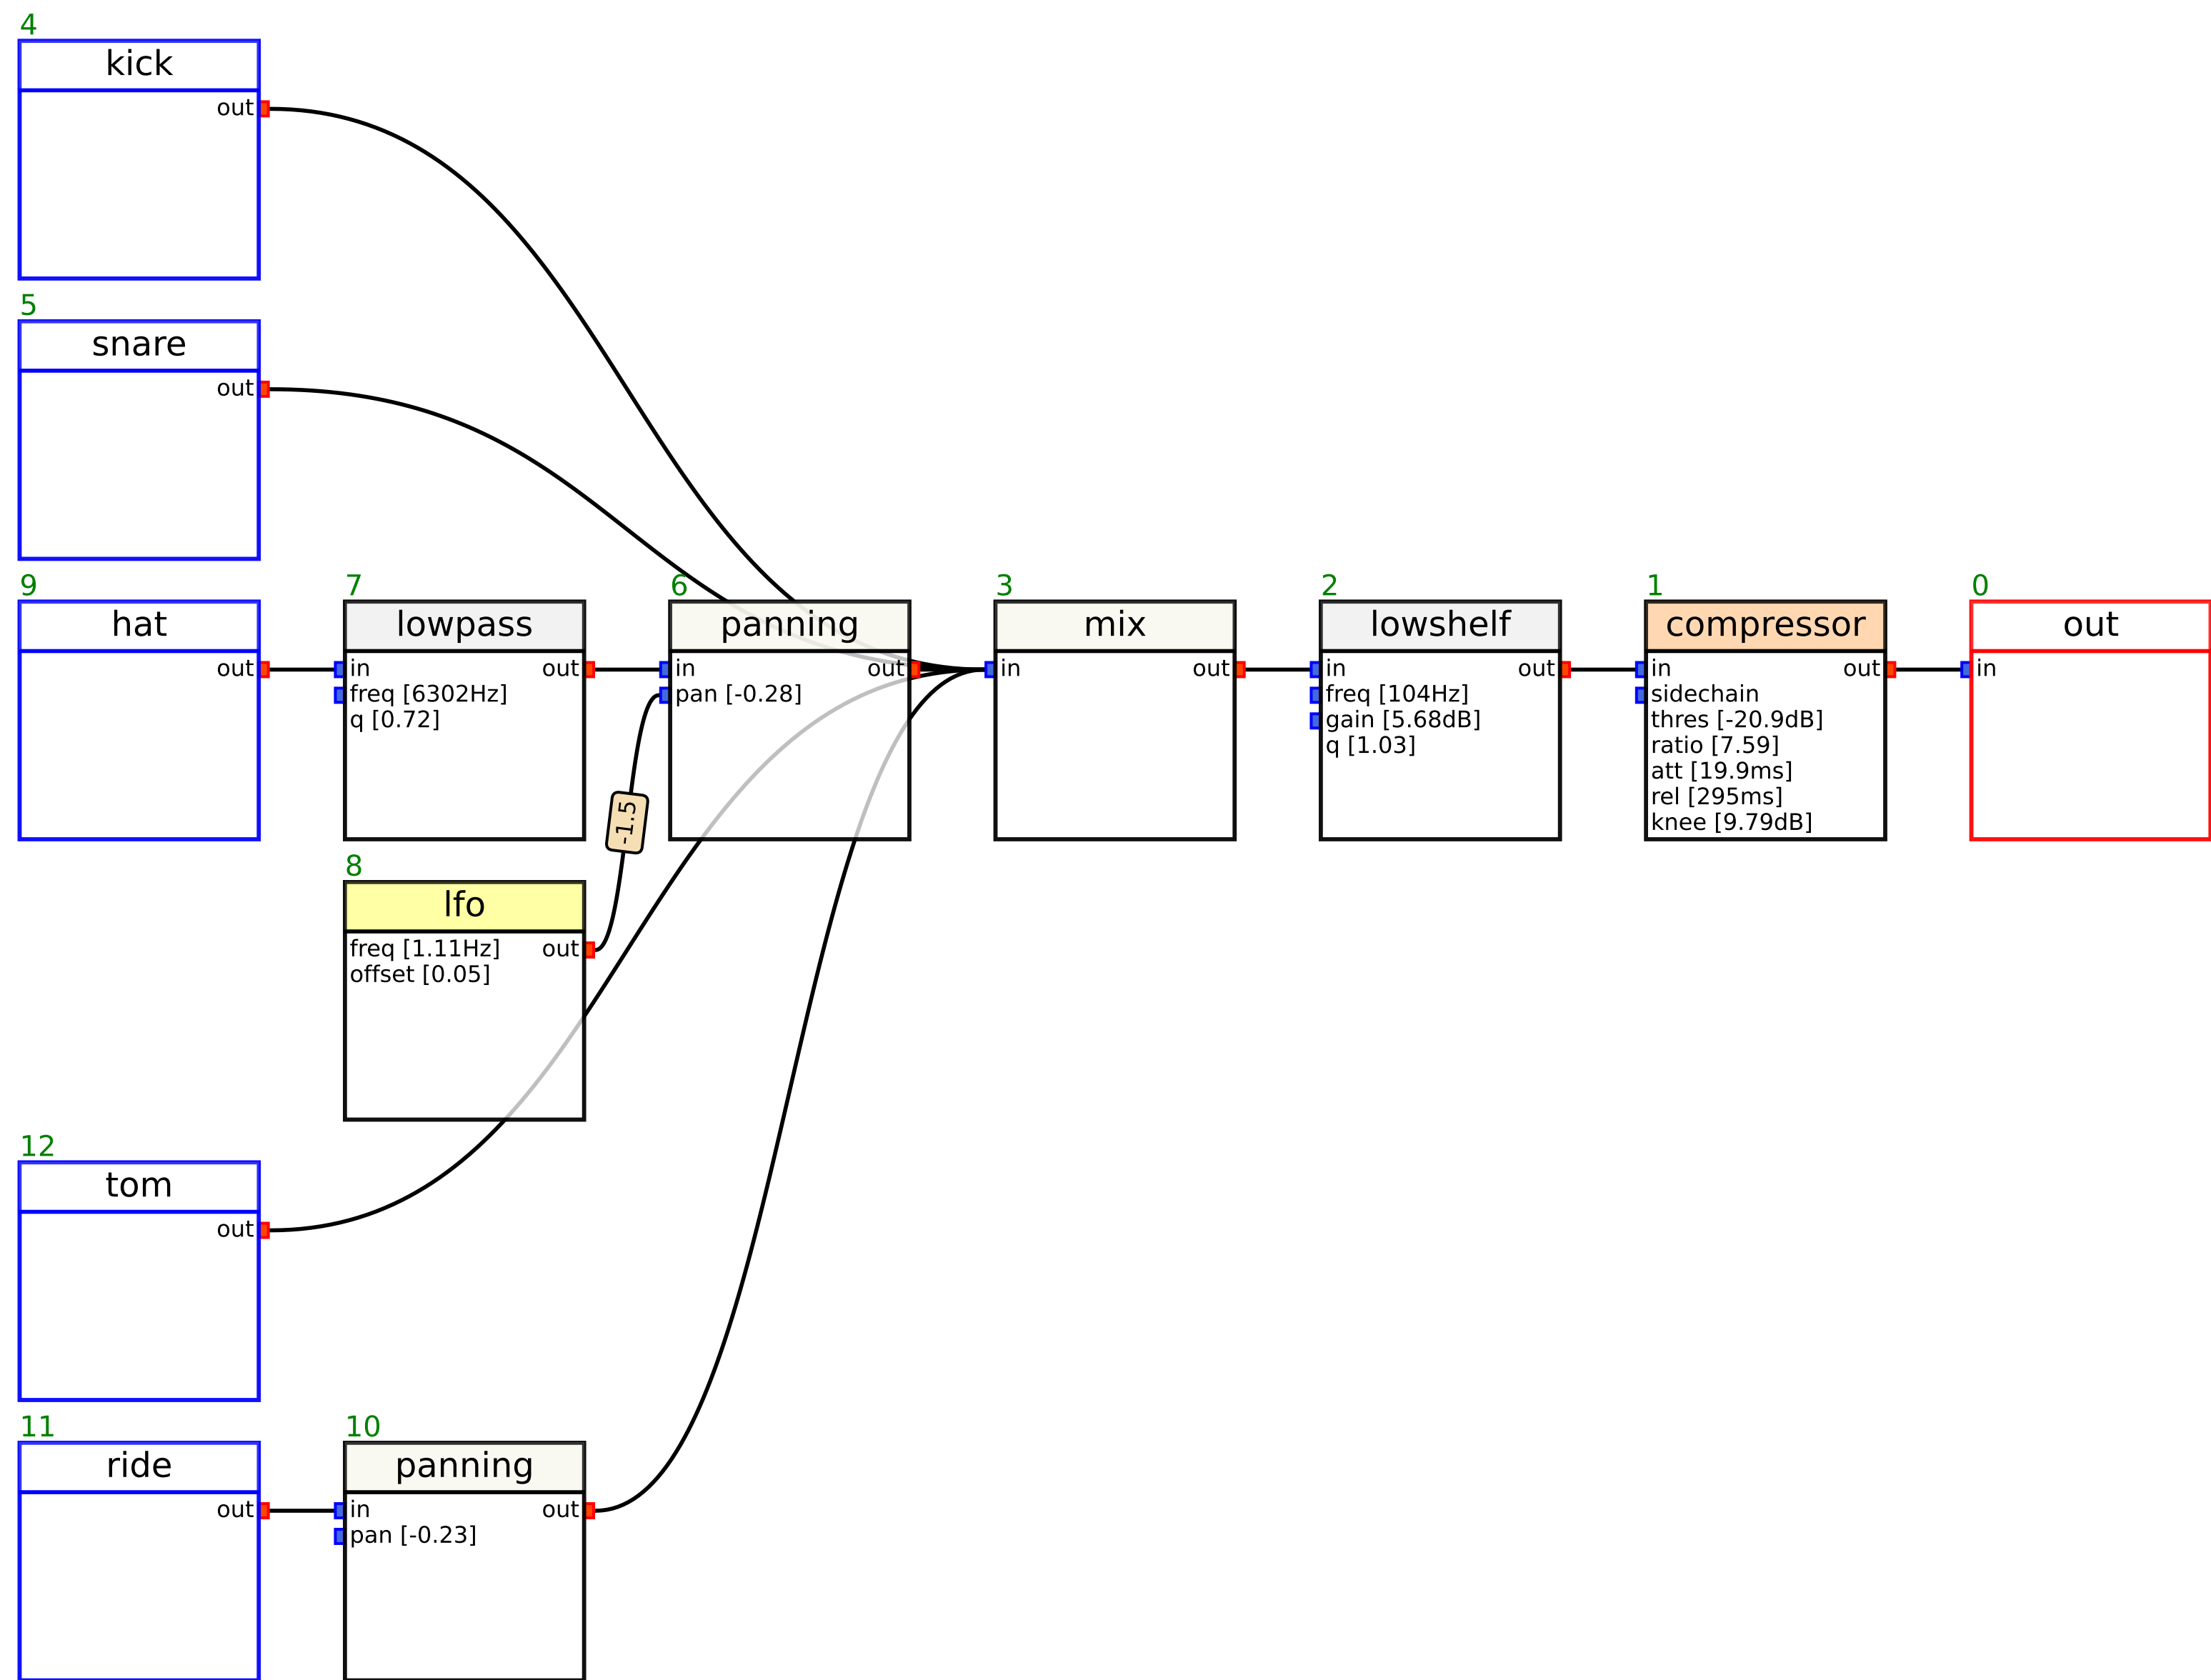 4
kick
out
5
snare
out
9
hat
out
7
lowpass
in
out
freq [6302Hz]
q [0.72]
6
panning
in
out
pan [-0.28]
3
mix
in
out
2
lowshelf
in
out
freq [104Hz]
gain [5.68dB]
q [1.03]
1
compressor
in
out
sidechain
thres [-20.9dB]
ratio [7.59]
att [19.9ms]
rel [295ms]
knee [9.79dB]
0
out
in
-1.5
8
lfo
freq [1.11Hz]
out
offset [0.05]
12
tom
out
11
ride
out
10
panning
in
out
pan [-0.23]